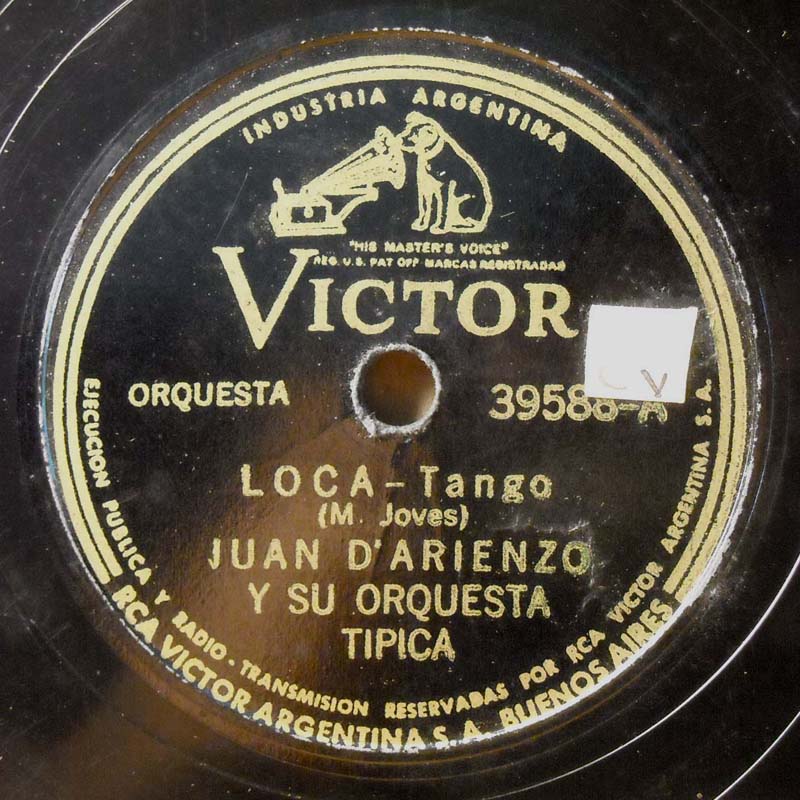 INDUSTRIA ARGENTINA
"HIS MASTER'S VOICE"
REG. U.S. PAT OFF MARCAS REGISTRADAS
VICTOR
V
ORQUESTA
39588-A
LOCA - Tango
(M. Joves)
JUAN D'ARIENZO
Y SU ORQUESTA
TIPICA
EJECUCION PUBLICA Y RADIO-TRANSMISION RESERVADAS POR RCA VICTOR ARGENTINA S. A.
RCA VICTOR ARGENTINA S. A. BUENOS AIRES